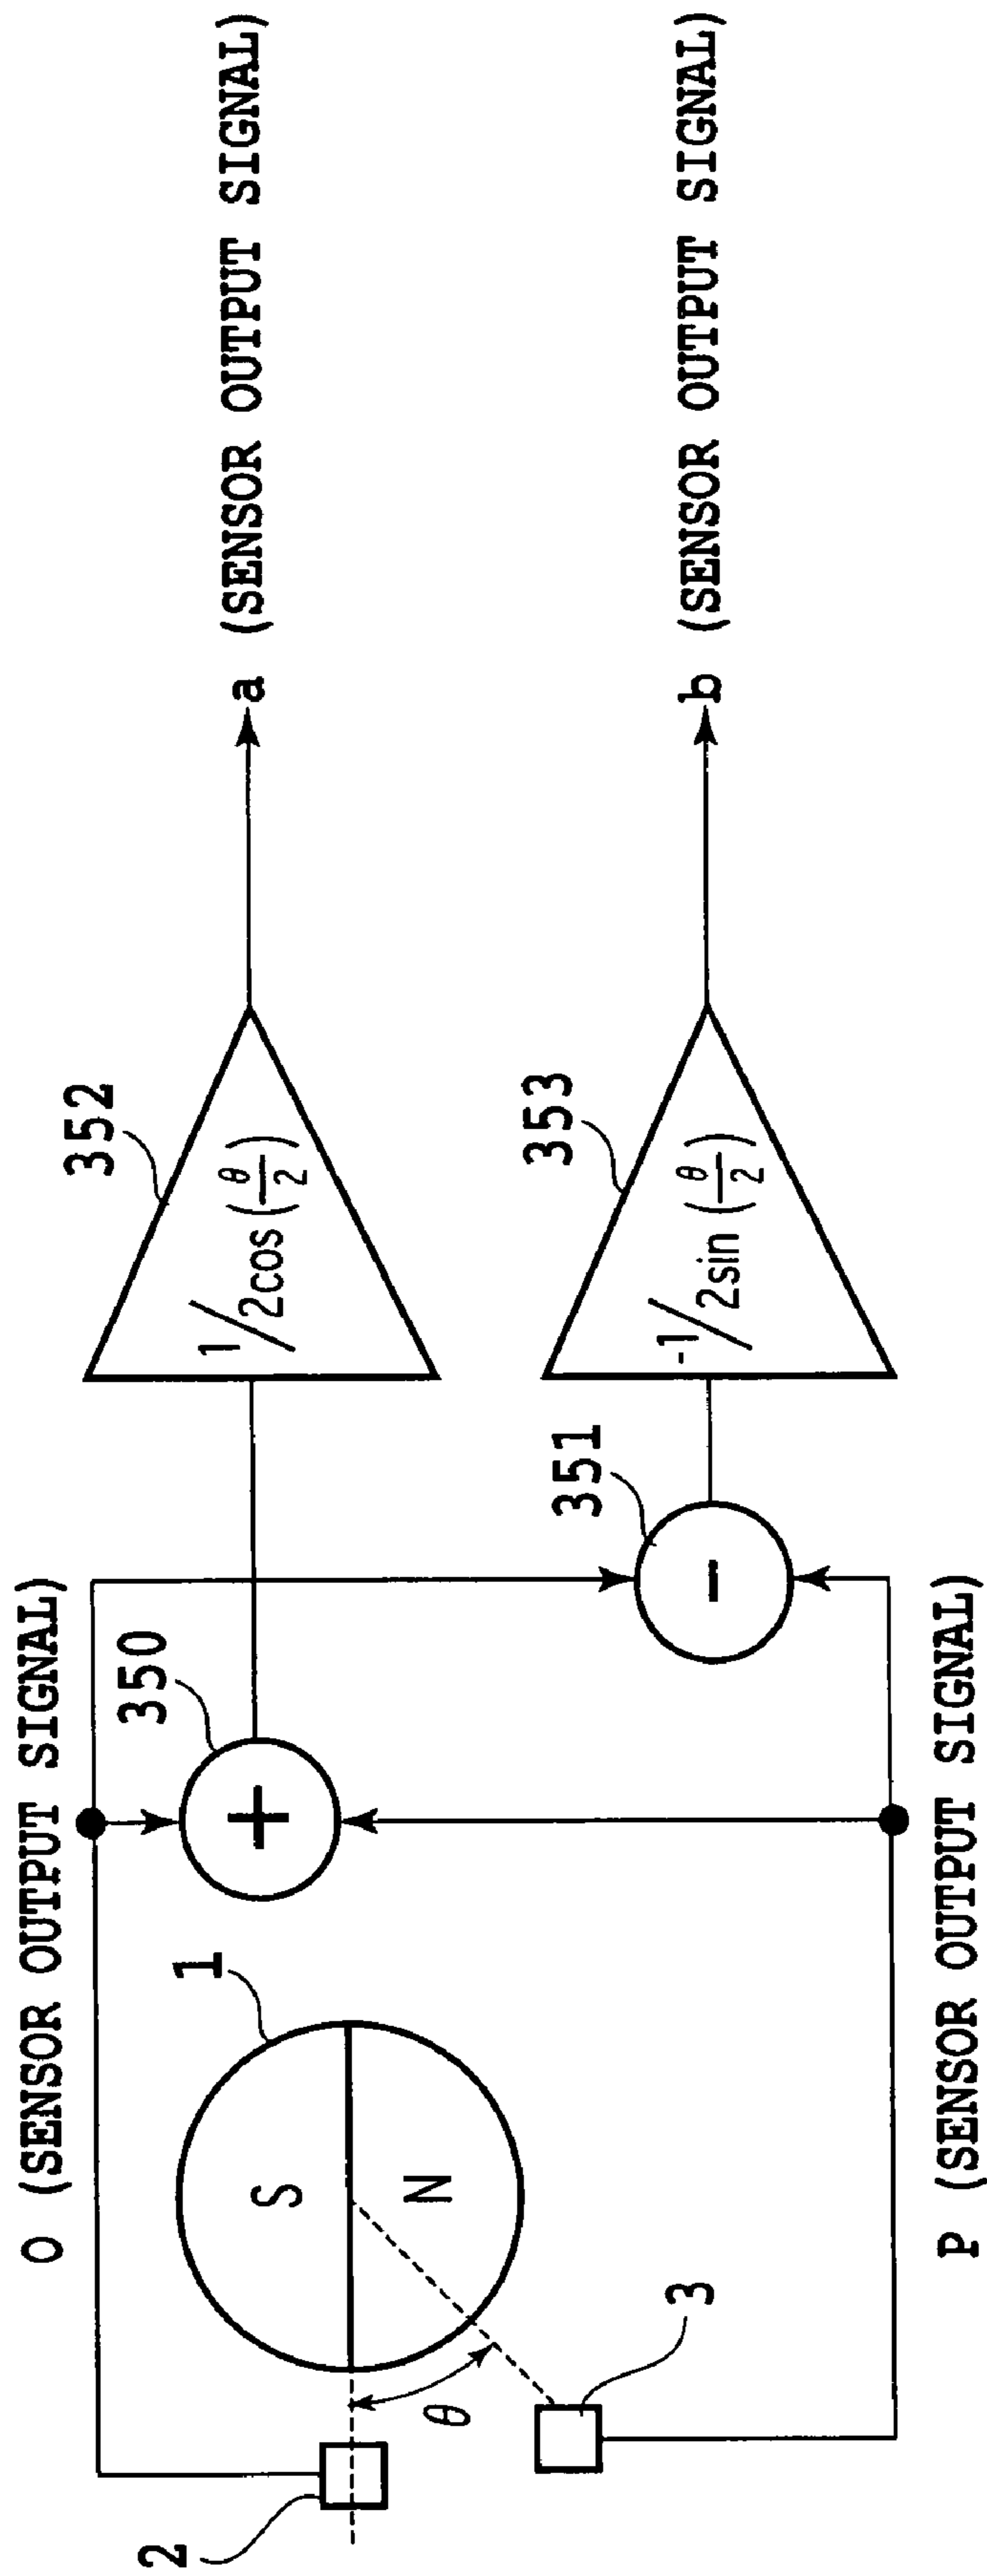 O (SENSOR OUTPUT SIGNAL)
2
θ
3
1
S
N
350
351
352
1/2cos(θ/2)
353
-1/2sin(θ/2)
a (SENSOR OUTPUT SIGNAL)
b (SENSOR OUTPUT SIGNAL)
P (SENSOR OUTPUT SIGNAL)
+
-